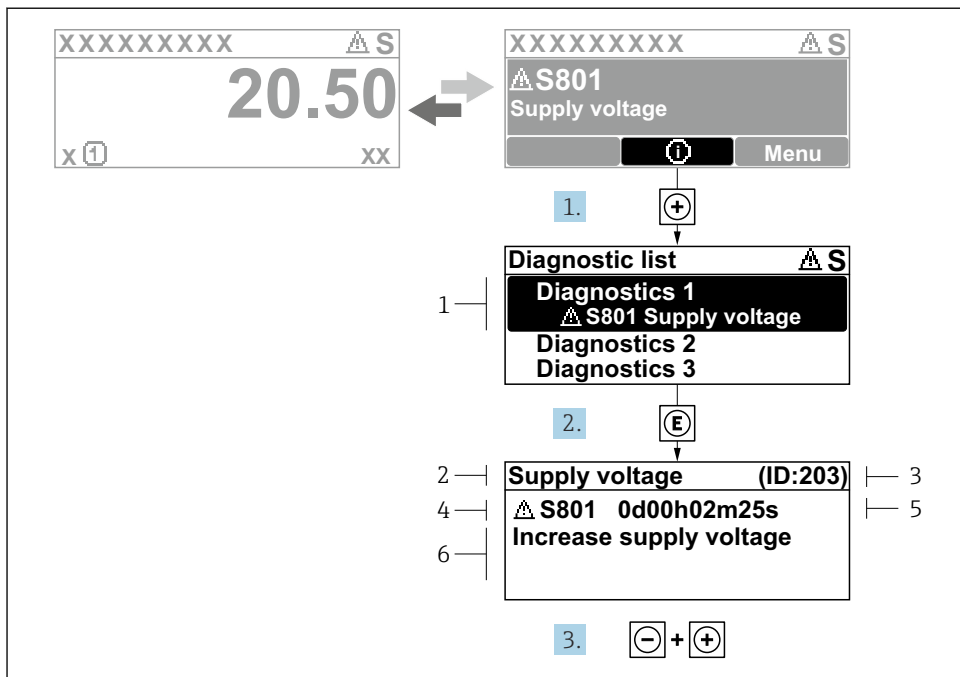 XXXXXXXXX ⚠ S
20.50
x 1 xx
XXXXXXXXX ⚠ S
⚠ S801
Supply voltage
i Menu
1. +
Diagnostic list ⚠ S
1
Diagnostics 1
⚠ S801 Supply voltage
Diagnostics 2
Diagnostics 3
2. E
2 Supply voltage (ID:203) 3
4 ⚠ S801 0d00h02m25s 5
6 Increase supply voltage
3. - + +